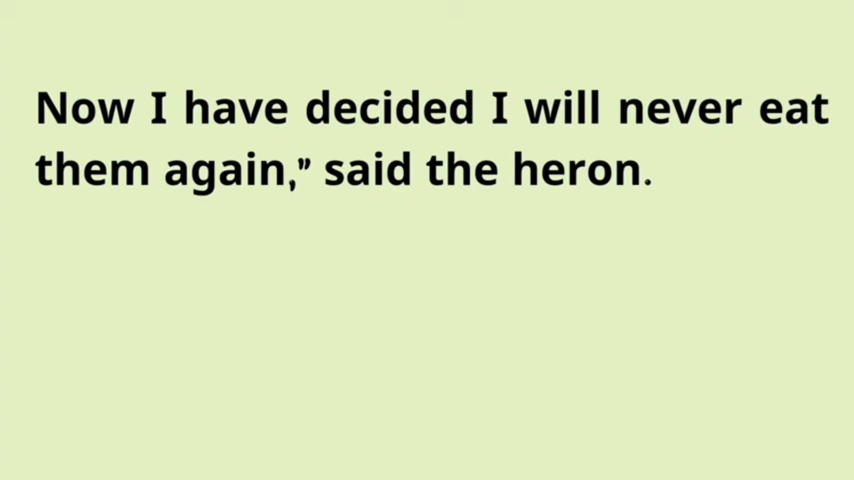 Now I have decided I will never eat
them again,” said the heron.